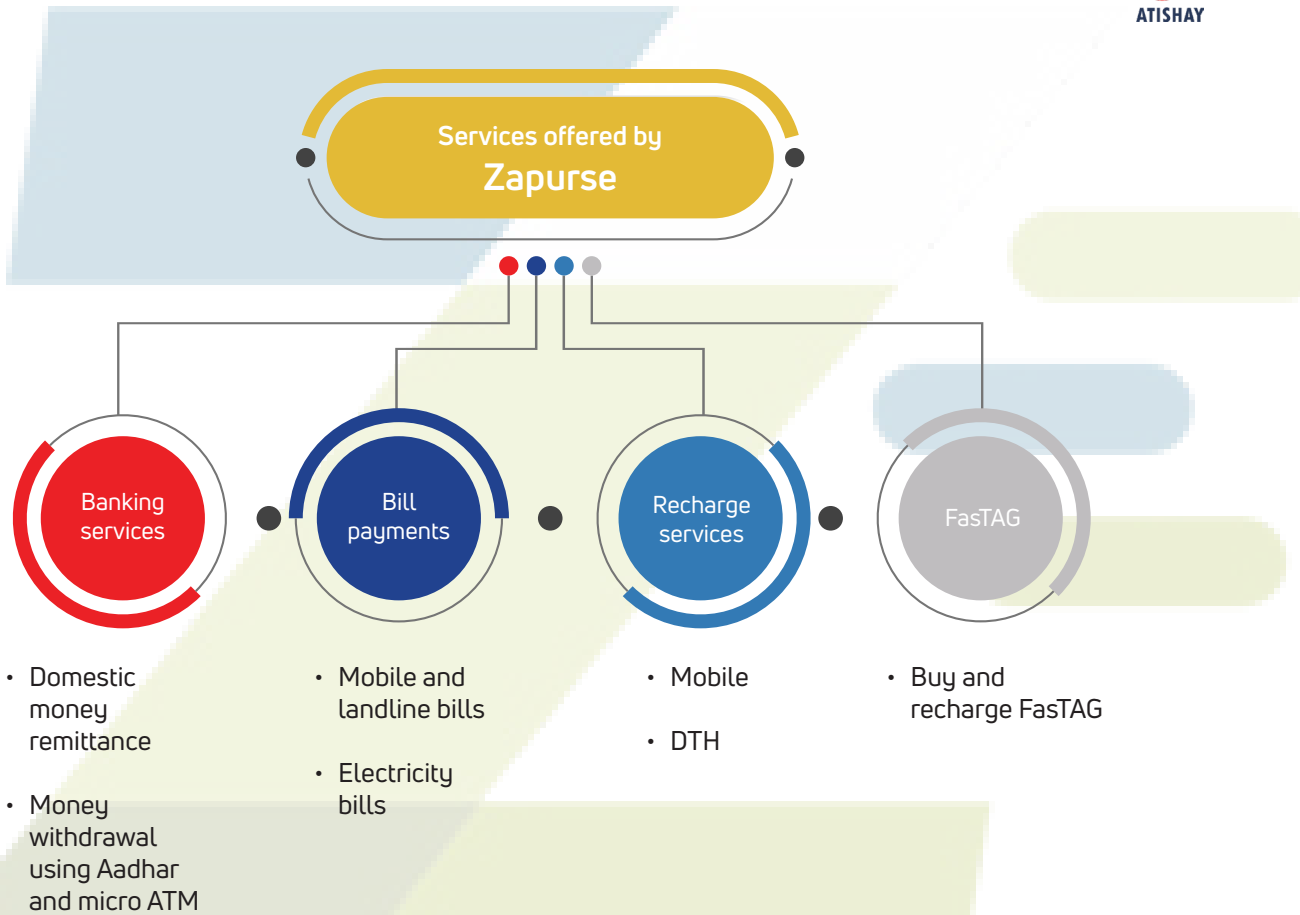 ATISHAY
Services offered by
Zapurse
Banking
services
Bill
payments
Recharge
services
FasTAG
• Domestic
money
remittance
• Money
withdrawal
using Aadhar
and micro ATM
• Mobile and
landline bills
• Electricity
bills
• Mobile
• DTH
• Buy and
recharge FasTAG